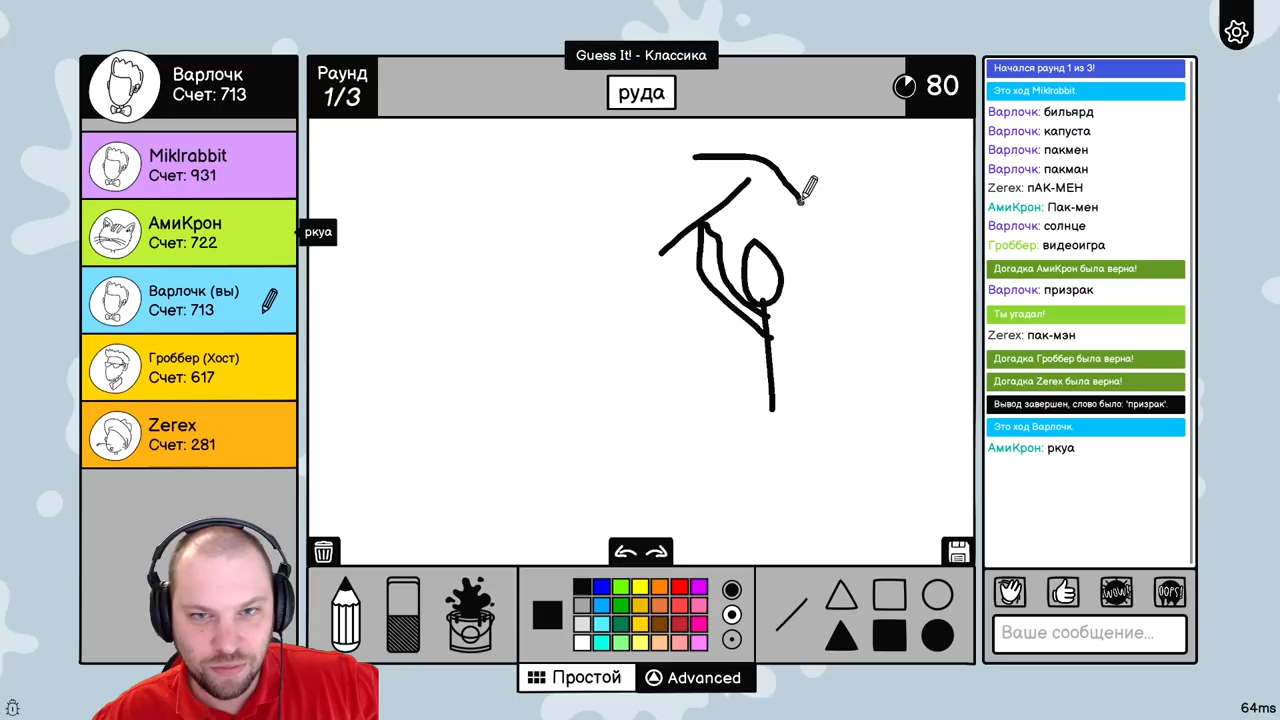 Guess It! - Классика
Варлочк
Счет: 713
Раунд
1/3
руда
80
Miklrabbit
Счет: 931
АмиКрон
Счет: 722
ркуа
Варлочк (вы)
Счет: 713
Гроббер (Хост)
Счет: 617
Zerex
Счет: 281
Начался раунд 1 из 3!
Это ход Miklrabbit.
Варлочк: бильярд
Варлочк: капуста
Варлочк: пакмен
Варлочк: пакман
Zerex: пАК-МЕН
АмиКрон: Пак-мен
Варлочк: солнце
Гроббер: видеоигра
Догадка АмиКрон была верна!
Варлочк: призрак
Ты угадал!
Zerex: пак-мэн
Догадка Гроббер была верна!
Догадка Zerex была верна!
Вывод завершен, слово было: 'призрак'.
Это ход Варлочк.
АмиКрон: ркуа
WOW! OOPS!
Ваше сообщение...
Простой
Advanced
64ms